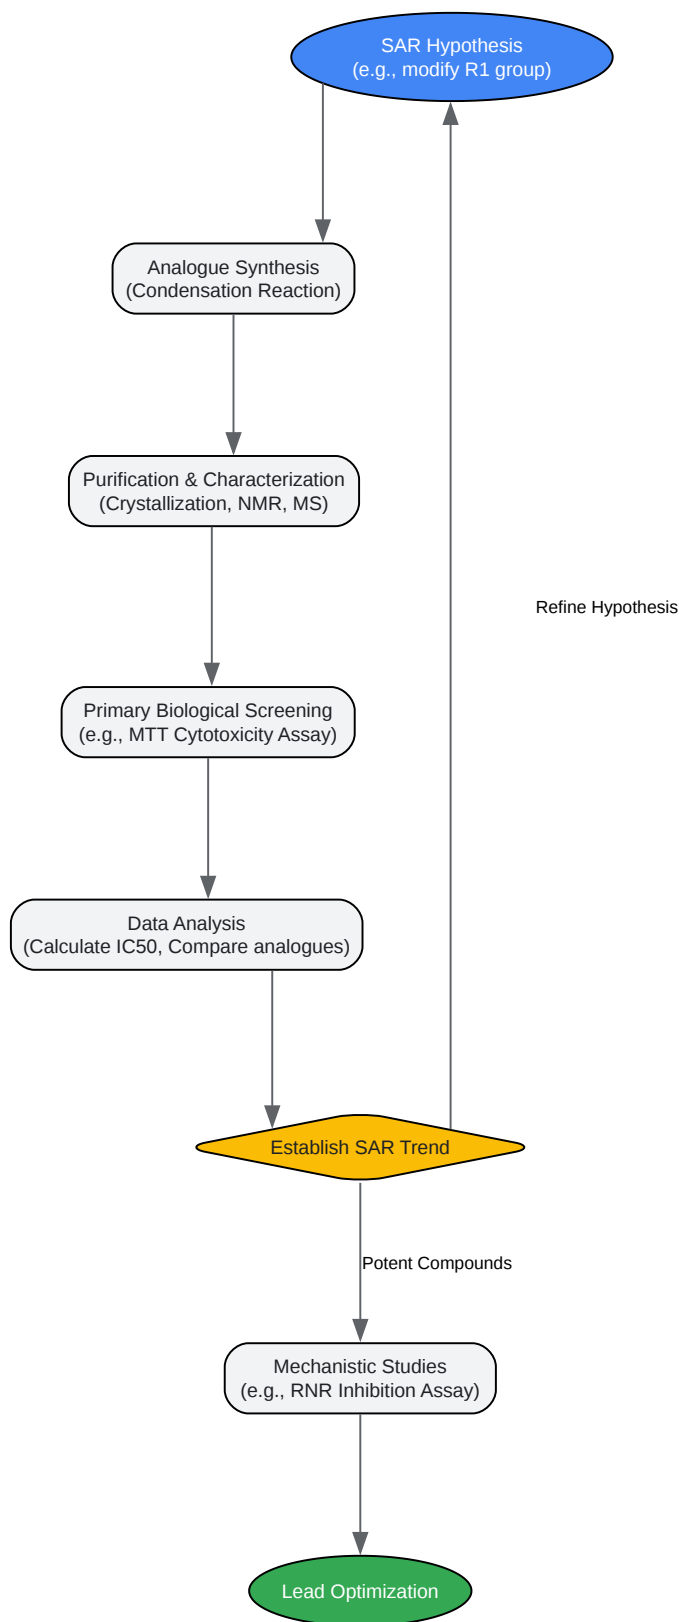 SAR Hypothesis
(e.g., modify R1 group)
Analogue Synthesis
(Condensation Reaction)
Purification & Characterization
(Crystallization, NMR, MS)
Refine Hypothesis
Primary Biological Screening
(e.g., MTT Cytotoxicity Assay)
Data Analysis
(Calculate IC50, Compare analogues)
Establish SAR Trend
Potent Compounds
Mechanistic Studies
(e.g., RNR Inhibition Assay)
Lead Optimization